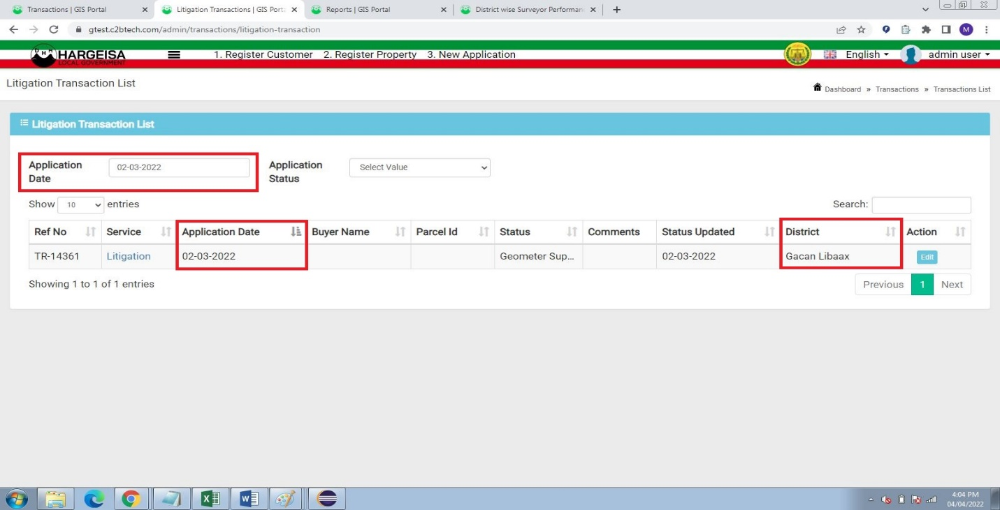 Transactions | GIS Portal
Litigation Transactions | GIS Porta
Reports | GIS Portal
District wise Surveyor Performan
gtest.c2btech.com/admin/transactions/litigation-transaction
M
DHH HARGEISA
LOCAL GOVERNMENT
1. Register Customer 2. Register Property 3. New Application
English
admin user
Litigation Transaction List
Dashboard » Transactions » Transactions List
Litigation Transaction List
Application Date
02-03-2022
Application Status
Select Value
Show 10 entries
Search:
Ref No Service Application Date Buyer Name Parcel Id Status Comments Status Updated District Action
TR-14361 Litigation 02-03-2022 Geometer Sup... 02-03-2022 Gacan Libaax Edit
Showing 1 to 1 of 1 entries
Previous 1 Next
4:04 PM
04/04/2022